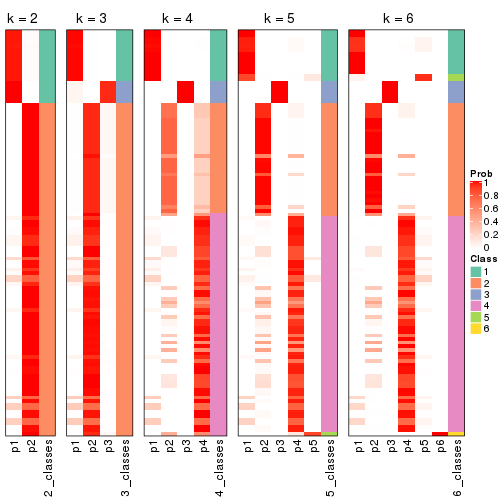 k = 2
k = 3
k = 4
k = 5
k = 6
p1
p2
2_classes
p1
p2
p3
3_classes
p1
p2
p3
p4
4_classes
p1
p2
p3
p4
p5
5_classes
p1
p2
p3
p4
p5
p6
6_classes
Prob
1
0.8
0.6
0.4
0.2
0
Class
1
2
3
4
5
6